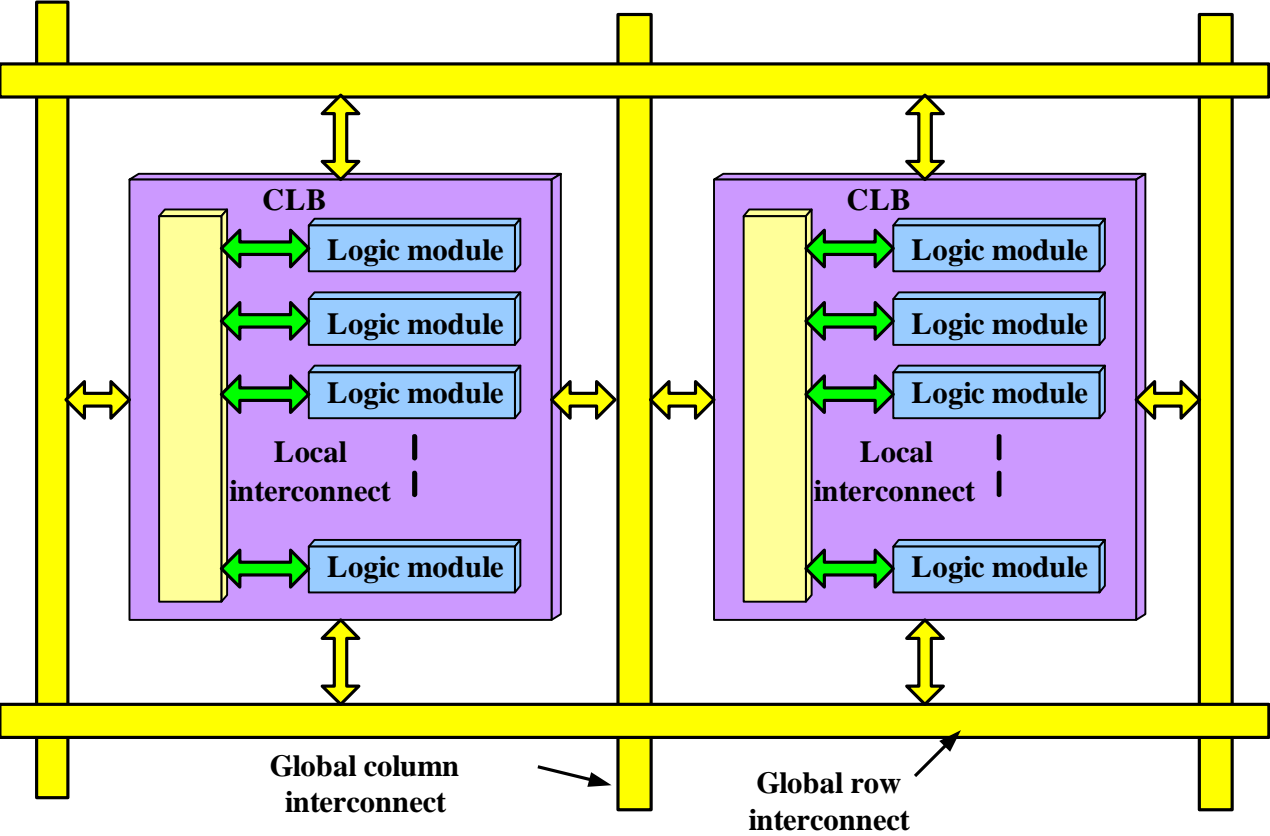 CLB
Logic module
Logic module
Logic module
Local
interconnect
Logic module
CLB
Logic module
Logic module
Logic module
Local
interconnect
Logic module
Global column
interconnect
Global row
interconnect